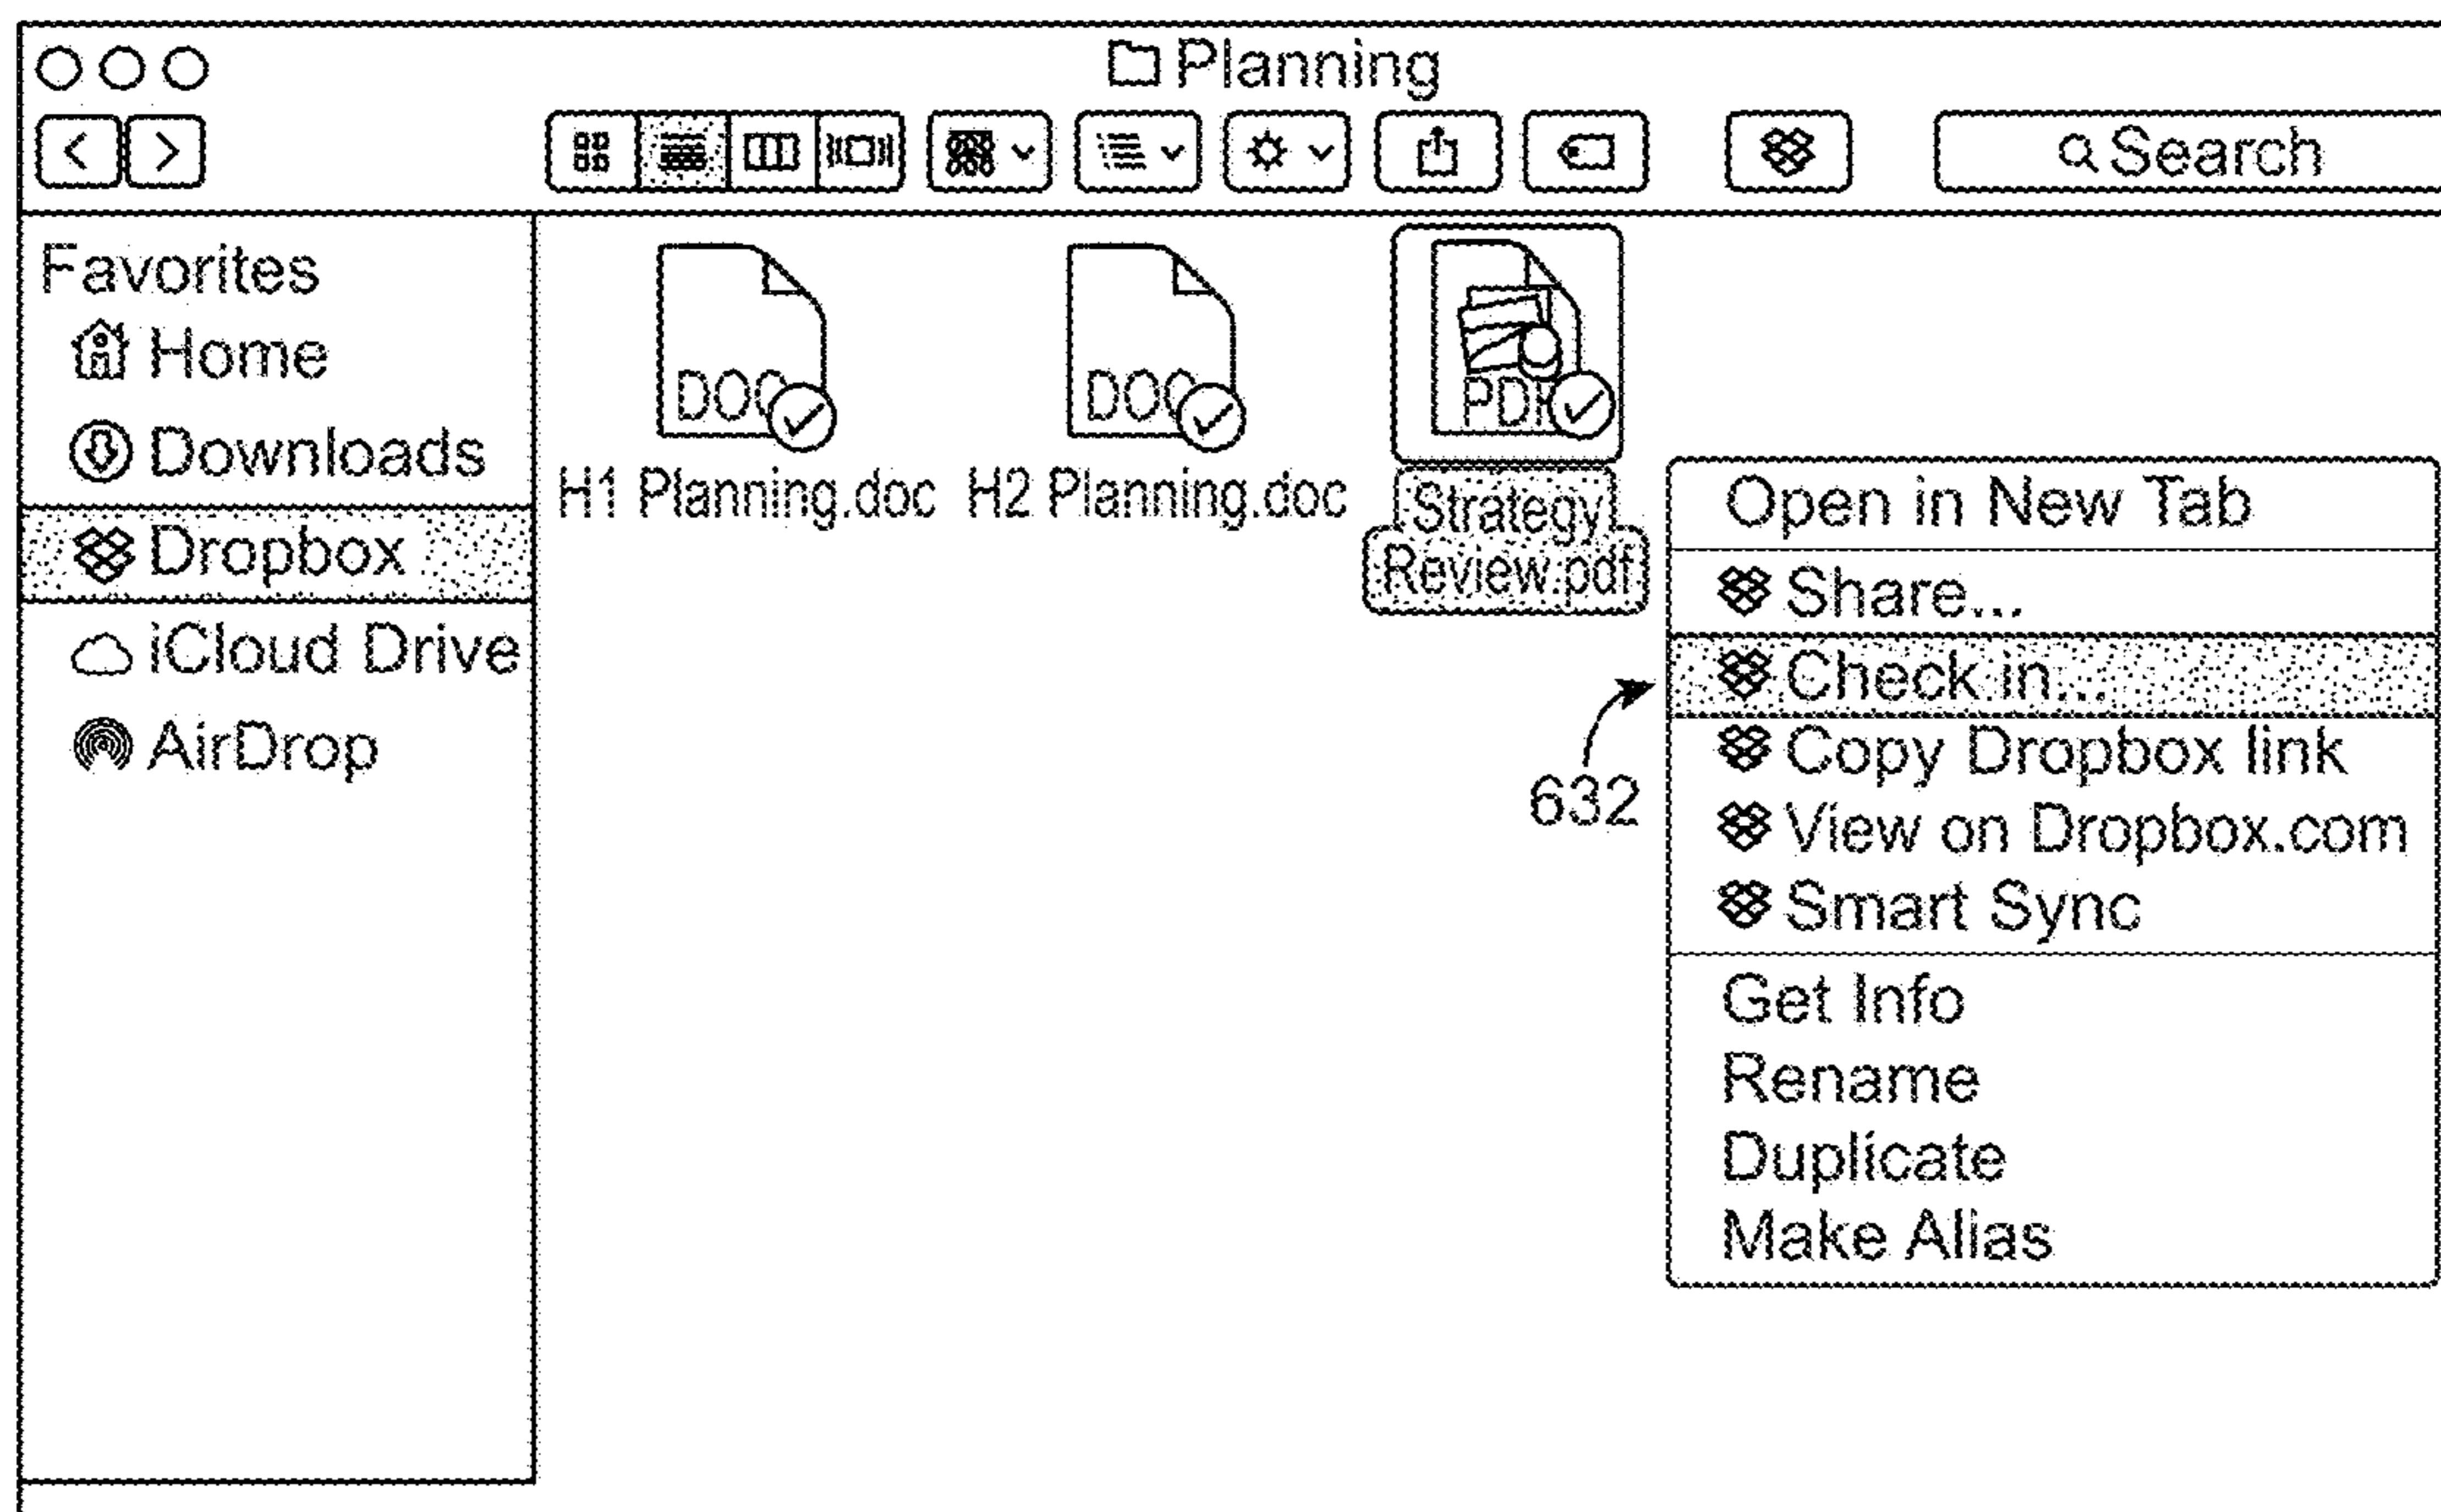 Planning
Search
Favorites
Home
Downloads
Dropbox
iCloud Drive
AirDrop
DOC
DOC
PDF
H1 Planning.doc
H2 Planning.doc
Strategy
Review.pdf
Open in New Tab
Share...
Check in...
Copy Dropbox link
View on Dropbox.com
Smart Sync
Get Info
Rename
Duplicate
Make Alias
632